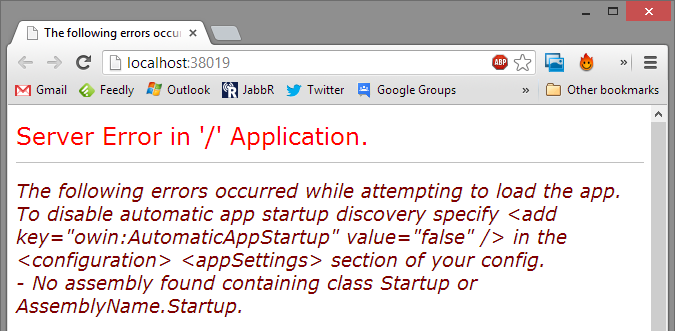 The following errors occur
localhost:38019
ABP
Gmail Feedly Outlook JabbR Twitter Google Groups » Other bookmarks
Server Error in '/' Application.
The following errors occurred while attempting to load the app.
To disable automatic app startup discovery specify <add
key="owin:AutomaticAppStartup" value="false" /> in the
<configuration> <appSettings> section of your config.
- No assembly found containing class Startup or
AssemblyName.Startup.